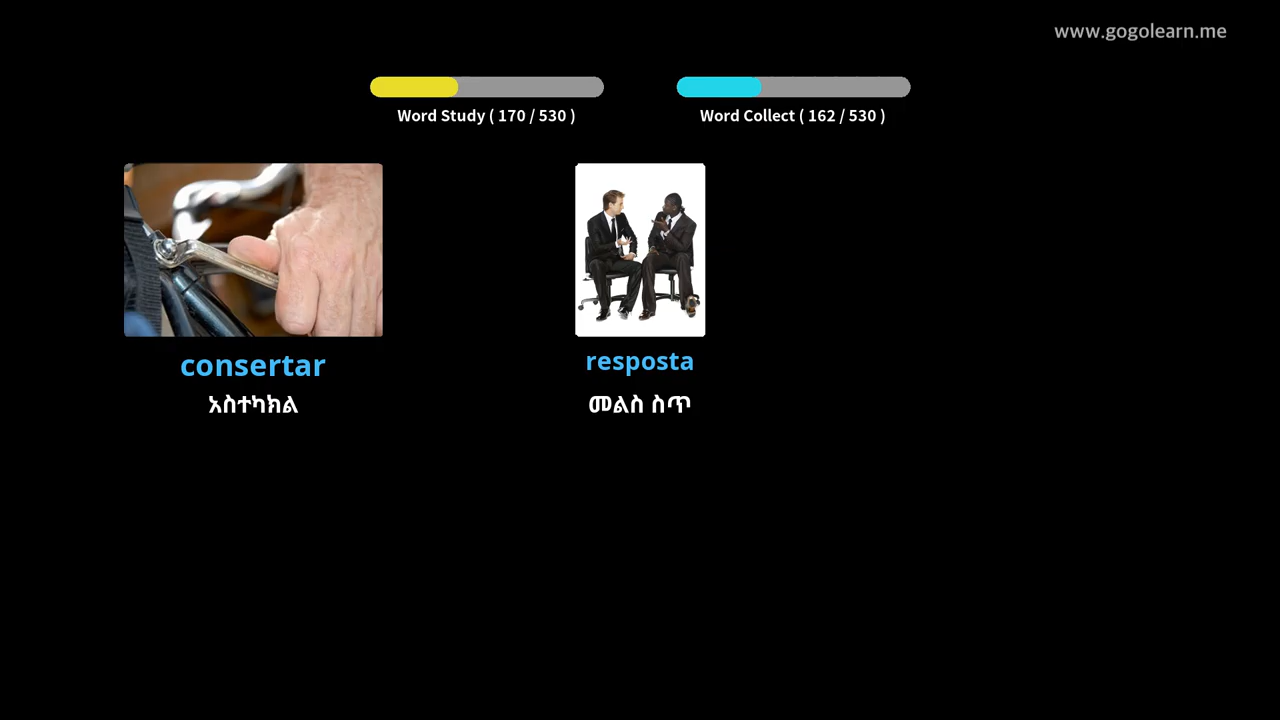 www.gogolearn.me
Word Study ( 170 / 530 )
Word Collect ( 162 / 530 )
consertar
አስተካክል
resposta
መልስ ስጥ